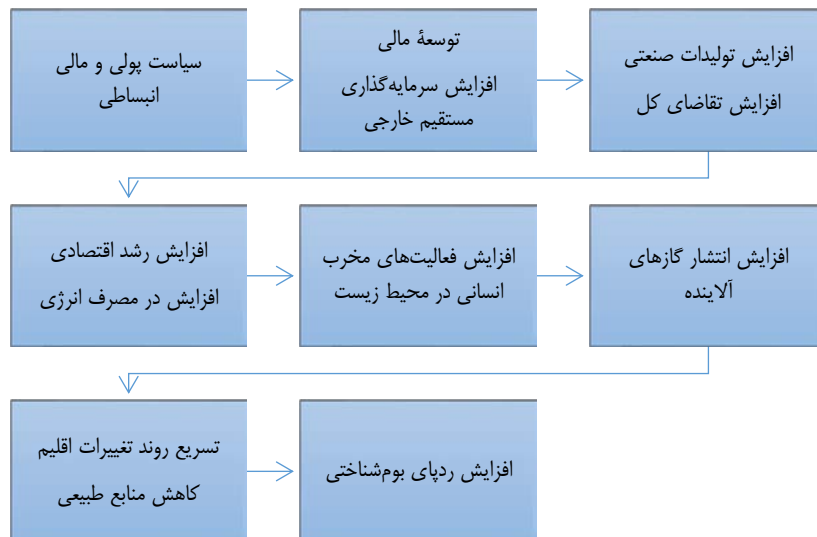 سیاست پولی و مالی
انبساطی
توسعۀ مالی
افزایش سرمایه‌گذاری
مستقیم خارجی
افزایش تولیدات صنعتی
افزایش تقاضای کل
افزایش رشد اقتصادی
افزایش در مصرف انرژی
افزایش فعالیت‌های مخرب
انسانی در محیط زیست
افزایش انتشار گازهای
آلاینده
تسریع روند تغییرات اقلیم
کاهش منابع طبیعی
افزایش ردپای بوم‌شناختی